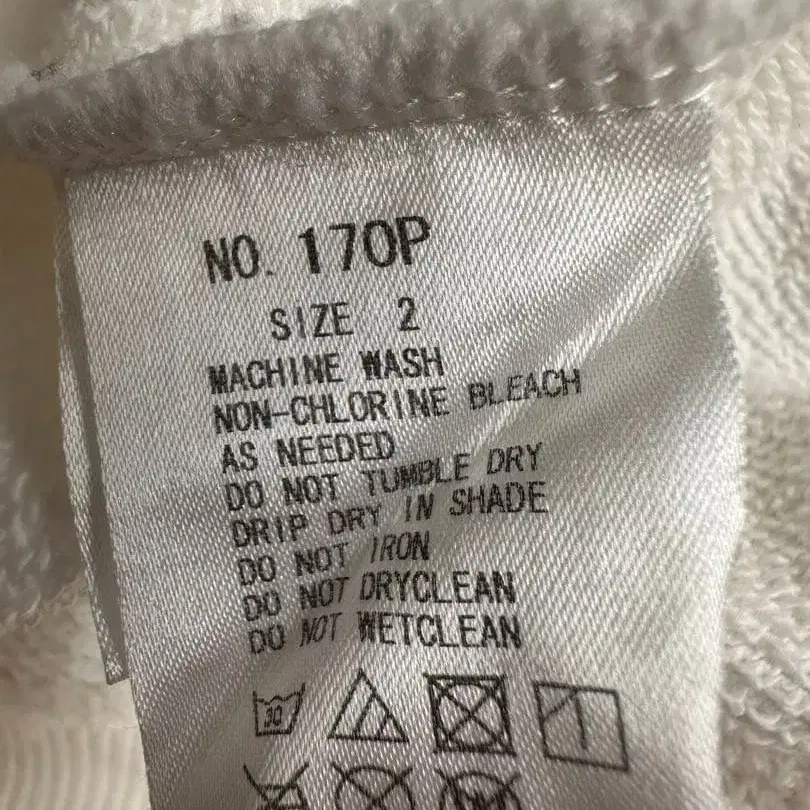 NO. 170P
SIZE 2
MACHINE WASH
NON-CHLORINE BLEACH
AS NEEDED
DO NOT TUMBLE DRY
DRIP DRY IN SHADE
DO NOT IRON
DO NOT DRYCLEAN
DO NOT WETCLEAN
30